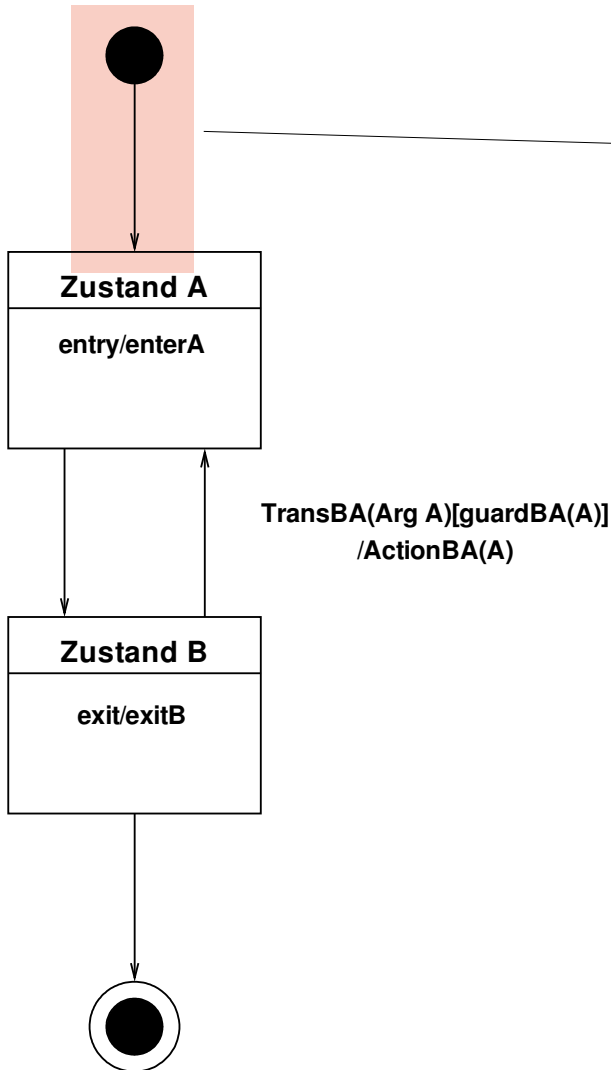 Zustand A
entry/enterA
TransBA(Arg A)[guardBA(A)]
/ActionBA(A)
Zustand B
exit/exitB